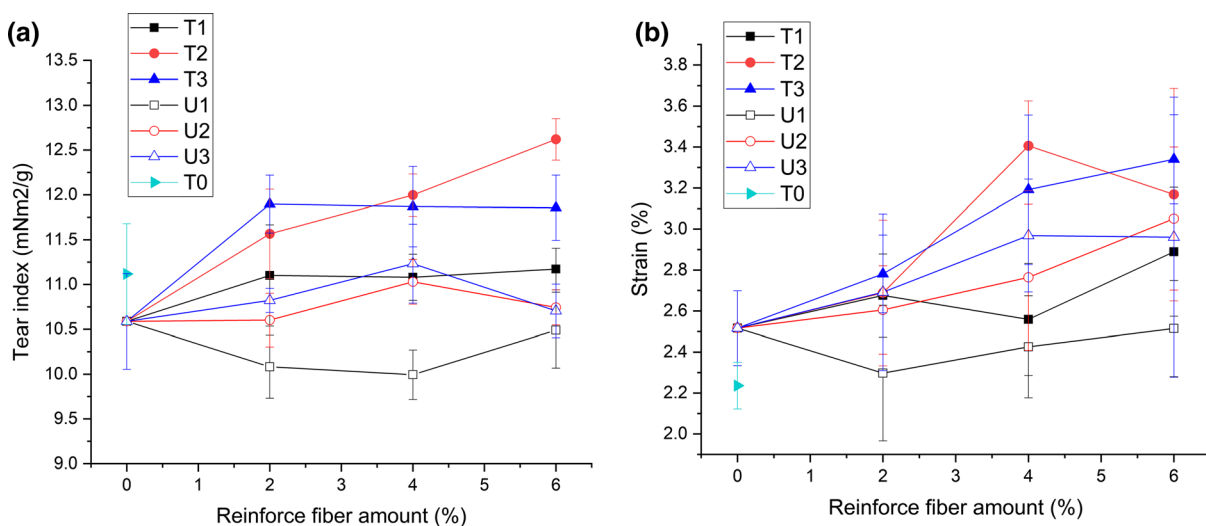 (a)
T1
T2
T3
U1
U2
U3
T0
Tear index (mNm2/g)
13.5
13.0
12.5
12.0
11.5
11.0
10.5
10.0
9.5
9.0
0 1 2 3 4 5 6
Reinforce fiber amount (%)
(b)
T1
T2
T3
U1
U2
U3
T0
Strain (%)
3.8
3.6
3.4
3.2
3.0
2.8
2.6
2.4
2.2
2.0
0 1 2 3 4 5 6
Reinforce fiber amount (%)